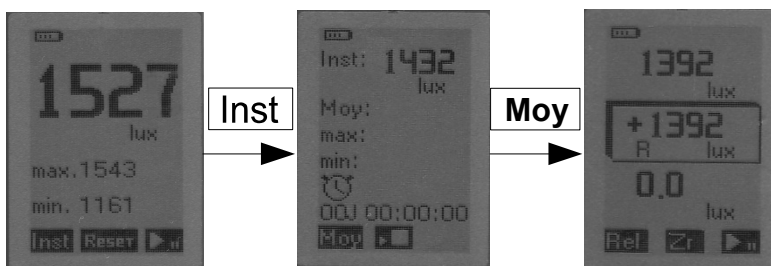 1527
lux
max.1543
min. 1161
Inst Reset
Inst
Inst: 1432
lux
Moy:
max:
min:
00J 00:00:00
Moy
Moy
1392
lux
+1392
R lux
0.0
lux
Rel Zr